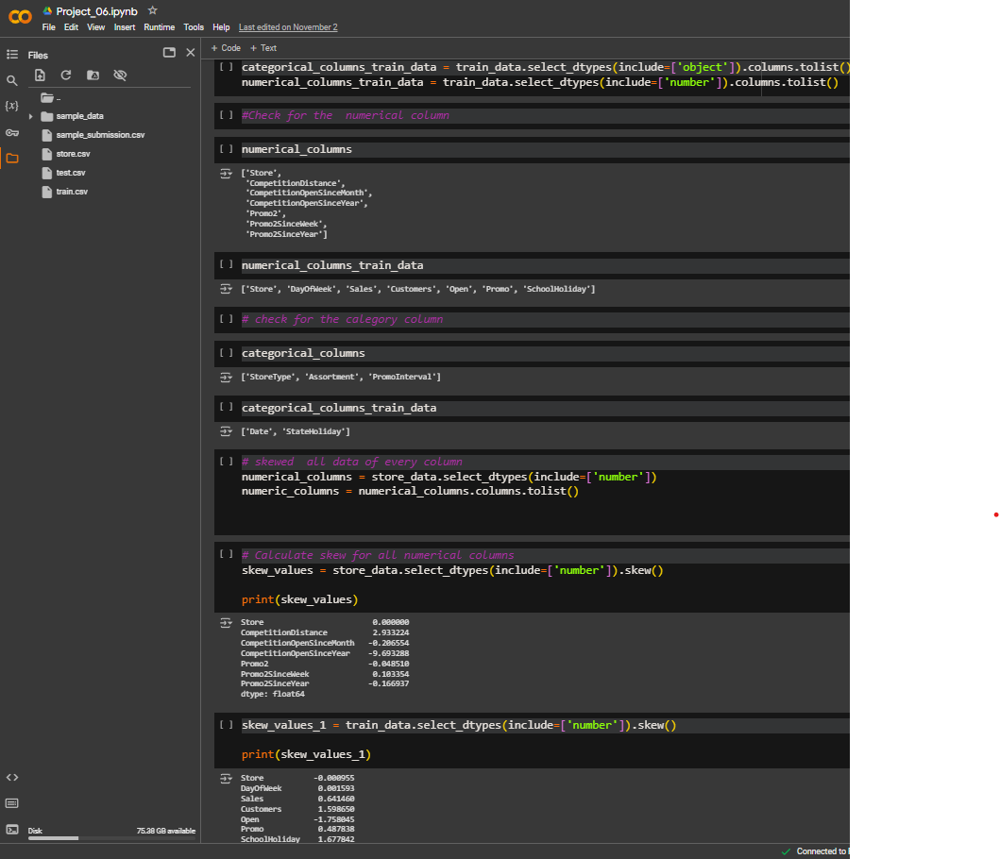 Project_06.ipynb
File Edit View Insert Runtime Tools Help Last edited on November 2
Files
+ Code + Text
..
sample_data
sample_submission.csv
store.csv
test.csv
train.csv
[ ] categorical_columns_train_data = train_data.select_dtypes(include=['object']).columns.tolist()
numerical_columns_train_data = train_data.select_dtypes(include=['number']).columns.tolist()
[ ] #Check for the  numerical column
[ ] numerical_columns
['Store',
'CompetitionDistance',
'CompetitionOpenSinceMonth',
'CompetitionOpenSinceYear',
'Promo2',
'Promo2SinceWeek',
'Promo2SinceYear']
[ ] numerical_columns_train_data
['Store', 'DayOfWeek', 'Sales', 'Customers', 'Open', 'Promo', 'SchoolHoliday']
[ ] # check for the calegory column
[ ] categorical_columns
['StoreType', 'Assortment', 'PromoInterval']
[ ] categorical_columns_train_data
['Date', 'StateHoliday']
[ ] # skewed  all data of every column
numerical_columns = store_data.select_dtypes(include=['number'])
numeric_columns = numerical_columns.columns.tolist()
[ ] # Calculate skew for all numerical columns
skew_values = store_data.select_dtypes(include=['number']).skew()
print(skew_values)
Store 0.000000
CompetitionDistance 2.933224
CompetitionOpenSinceMonth -0.206554
CompetitionOpenSinceYear -9.693288
Promo2 -0.048510
Promo2SinceWeek 0.103354
Promo2SinceYear -0.166937
dtype: float64
[ ] skew_values_1 = train_data.select_dtypes(include=['number']).skew()
print(skew_values_1)
Store -0.000955
DayOfWeek 0.001593
Sales 0.641460
Customers 1.598650
Open -1.758045
Promo 0.487838
SchoolHoliday 1.677842
Disk 75.38 GB available
Connected to